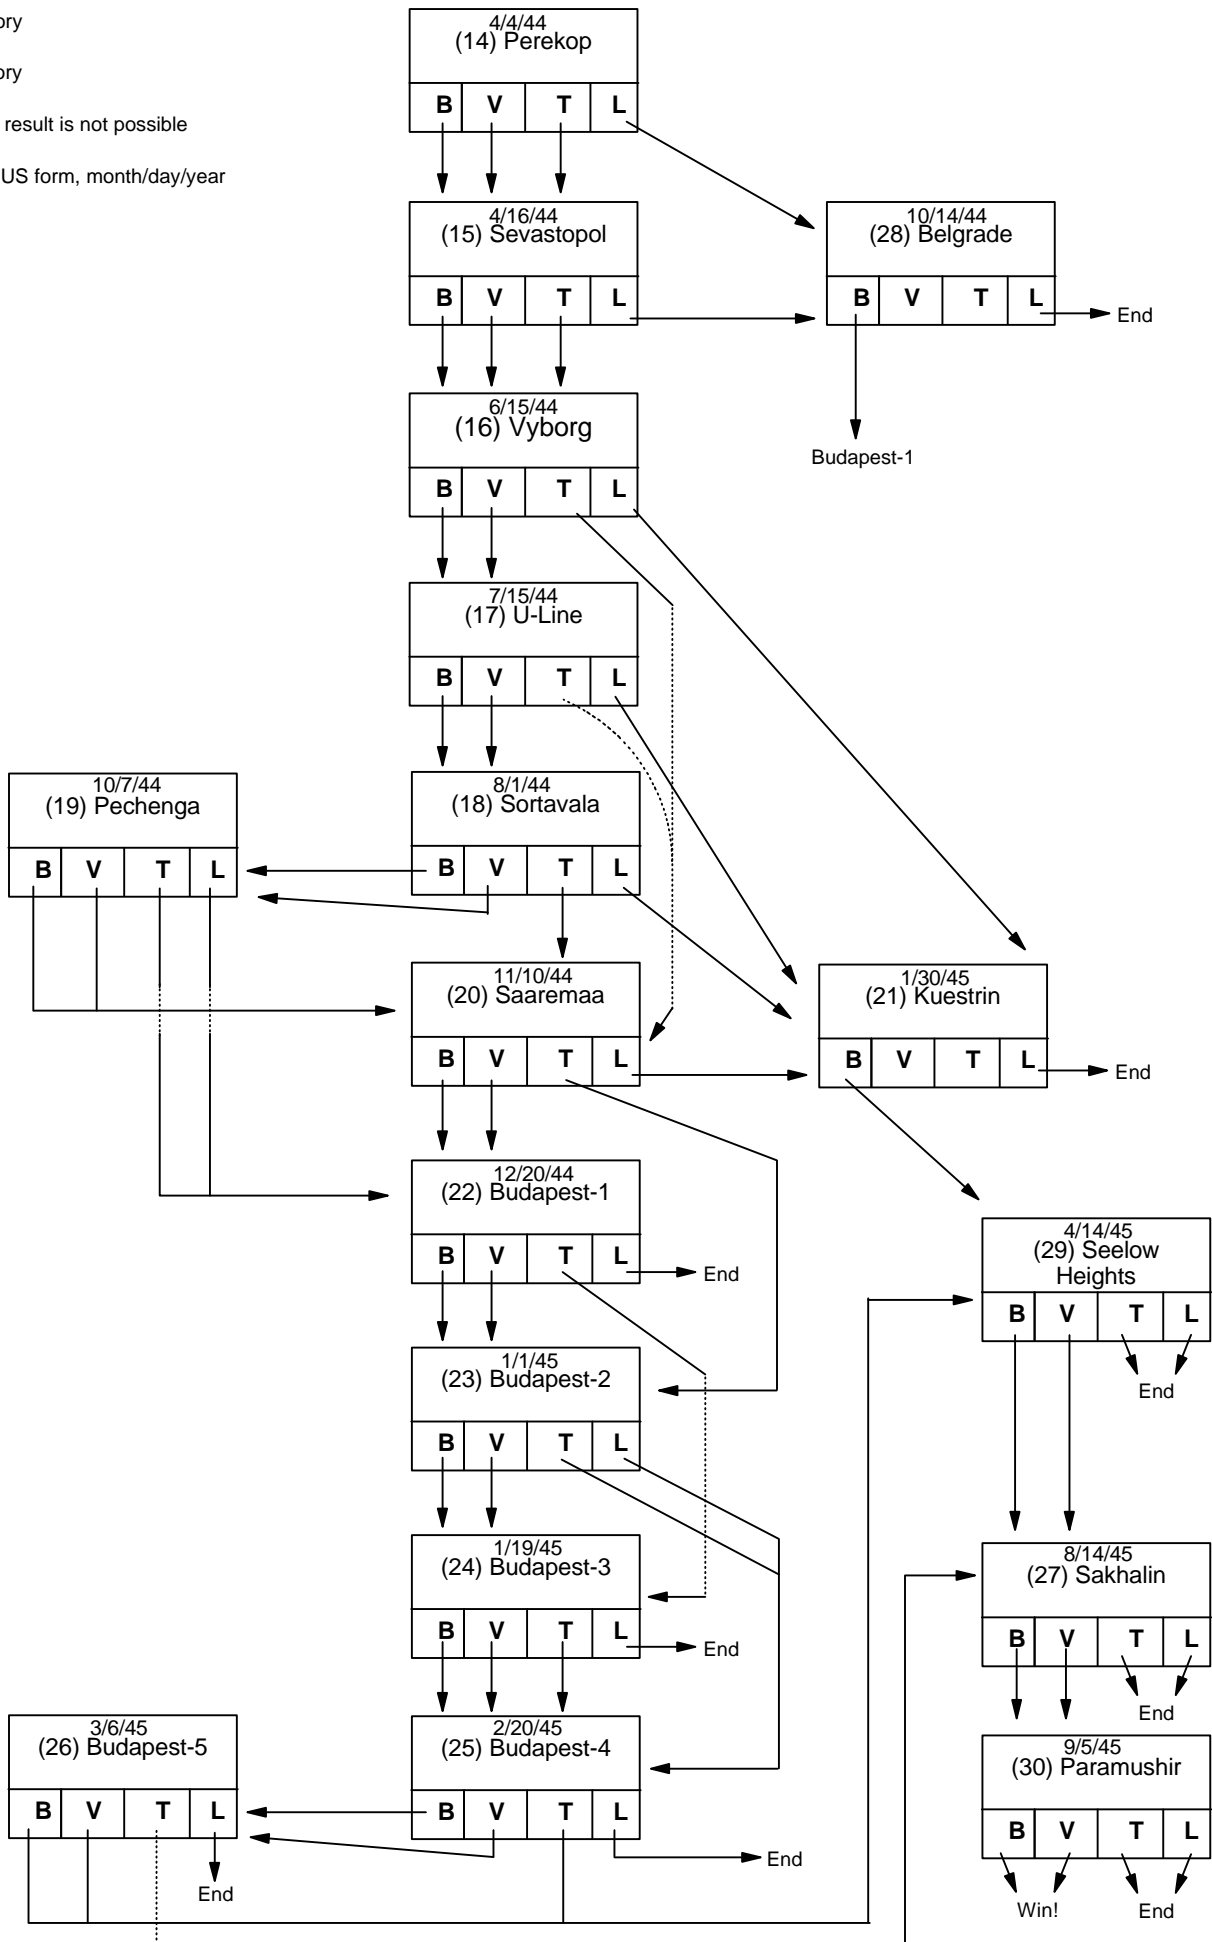 ory
ory
result is not possible
US form, month/day/year
4/4/44
(14) Perekop
B V T L
4/16/44
(15) Sevastopol
B V T L
10/14/44
(28) Belgrade
B V T L
End
Budapest-1
6/15/44
(16) Vyborg
B V T L
7/15/44
(17) U-Line
B V T L
10/7/44
(19) Pechenga
B V T L
8/1/44
(18) Sortavala
B V T L
11/10/44
(20) Saaremaa
B V T L
1/30/45
(21) Kuestrin
B V T L
End
12/20/44
(22) Budapest-1
B V T L
End
4/14/45
(29) Seelow
Heights
B V T L
End
1/1/45
(23) Budapest-2
B V T L
1/19/45
(24) Budapest-3
B V T L
End
8/14/45
(27) Sakhalin
B V T L
End
3/6/45
(26) Budapest-5
B V T L
End
2/20/45
(25) Budapest-4
B V T L
End
9/5/45
(30) Paramushir
B V T L
Win! End